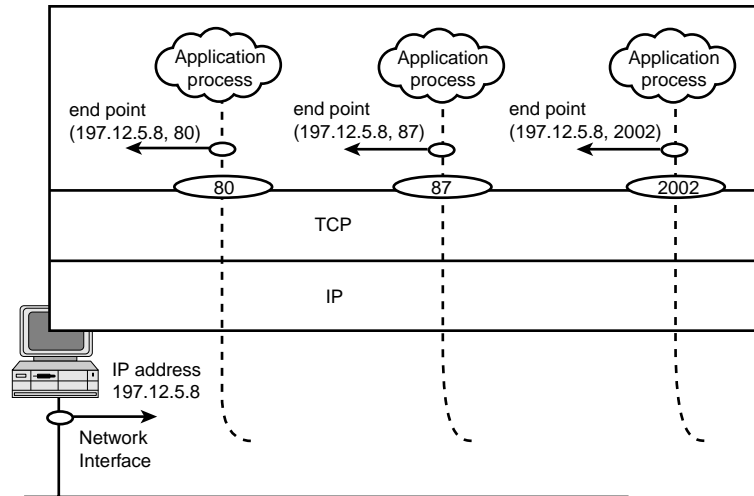 Application
process
Application
process
Application
process
end point
(197.12.5.8, 80)
end point
(197.12.5.8, 87)
end point
(197.12.5.8, 2002)
80
87
2002
TCP
IP
IP address
197.12.5.8
Network
Interface